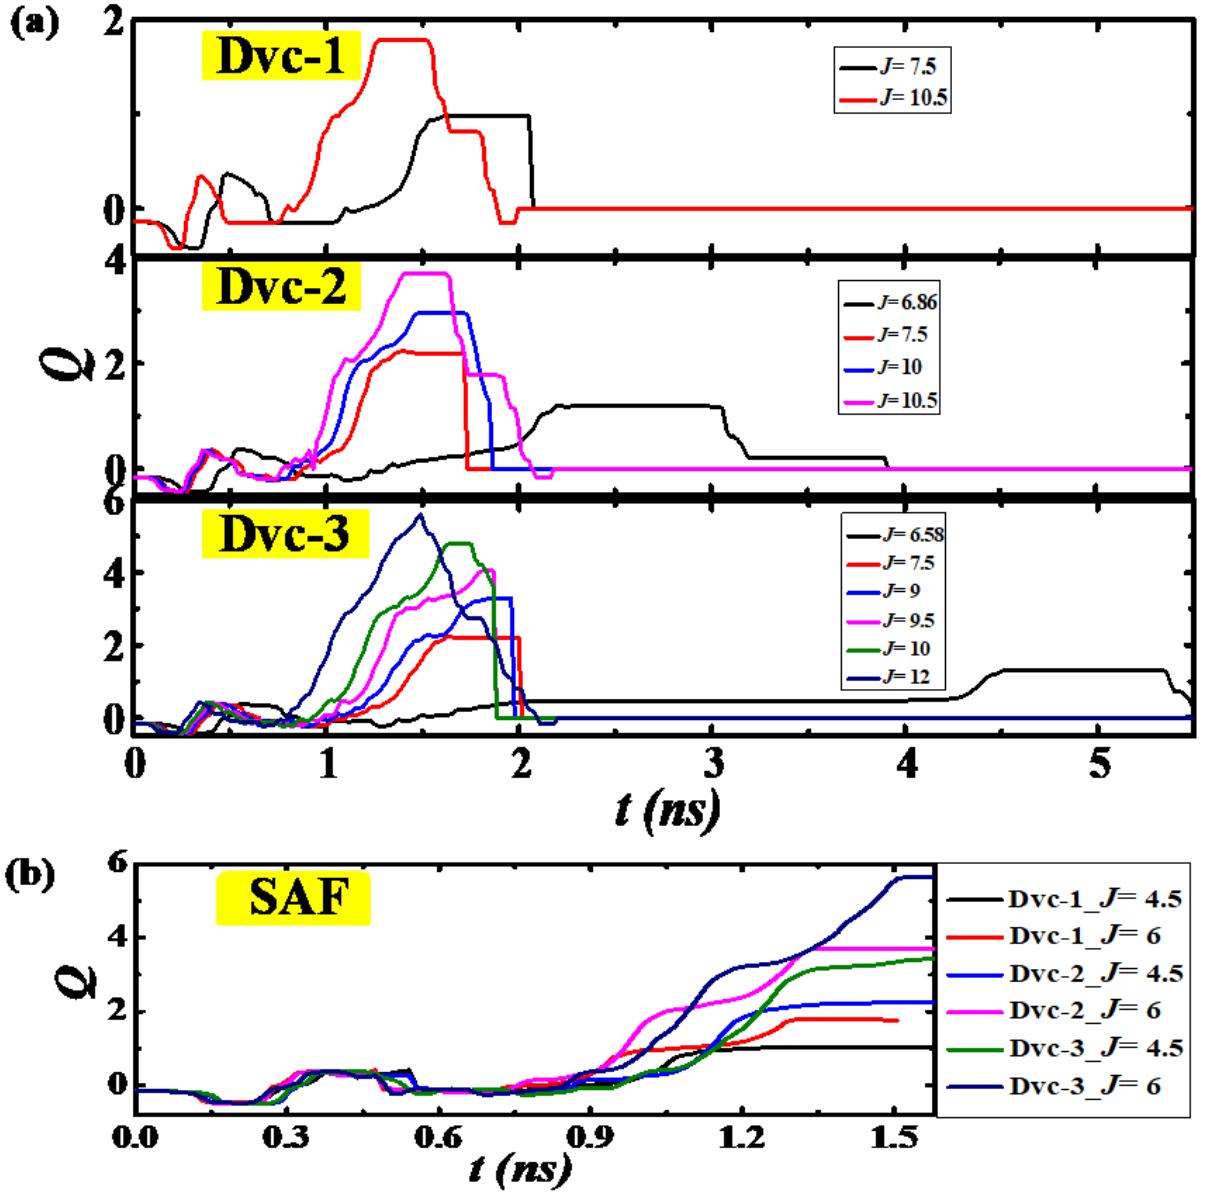 (a)
2
Dvc-1
J= 7.5
J= 10.5
0
4
Dvc-2
J= 6.86
J= 7.5
J= 10
J= 10.5
Q
2
0
6
Dvc-3
J= 6.58
J= 7.5
J= 9
J= 9.5
J= 10
J= 12
4
2
0
0 1 2 3 4 5
t (ns)
(b)
6
SAF
Dvc-1_J= 4.5
Dvc-1_J= 6
Dvc-2_J= 4.5
Dvc-2_J= 6
Dvc-3_J= 4.5
Dvc-3_J= 6
4
Q
2
0
0.0 0.3 0.6 0.9 1.2 1.5
t (ns)